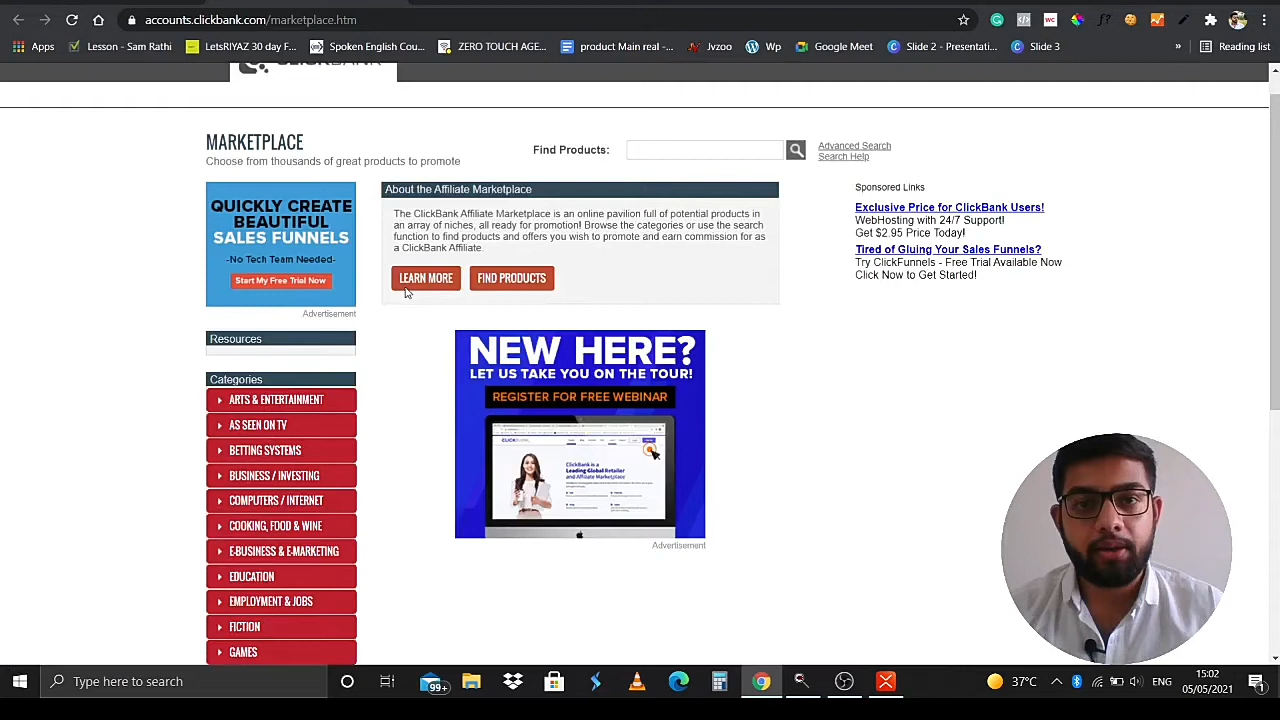 accounts.clickbank.com/marketplace.htm
Apps
Lesson - Sam Rathi
LetsRIYAZ 30 day F...
Spoken English Cou...
ZERO TOUCH AGE...
product Main real -...
Jvzoo
Wp
Google Meet
Slide 2 - Presentati...
Slide 3
»
Reading list
MARKETPLACE
Choose from thousands of great products to promote
Find Products:
Advanced Search
Search Help
QUICKLY CREATE
BEAUTIFUL
SALES FUNNELS
-No Tech Team Needed-
Start My Free Trial Now
Advertisement
About the Affiliate Marketplace
The ClickBank Affiliate Marketplace is an online pavilion full of potential products in
an array of niches, all ready for promotion! Browse the categories or use the search
function to find products and offers you wish to promote and earn commission for as
a ClickBank Affiliate.
LEARN MORE
FIND PRODUCTS
Sponsored Links
Exclusive Price for ClickBank Users!
WebHosting with 24/7 Support!
Get $2.95 Price Today!
Tired of Gluing Your Sales Funnels?
Try ClickFunnels - Free Trial Available Now
Click Now to Get Started!
Resources
Categories
ARTS & ENTERTAINMENT
AS SEEN ON TV
BETTING SYSTEMS
BUSINESS / INVESTING
COMPUTERS / INTERNET
COOKING, FOOD & WINE
E-BUSINESS & E-MARKETING
EDUCATION
EMPLOYMENT & JOBS
FICTION
GAMES
NEW HERE?
LET US TAKE YOU ON THE TOUR!
REGISTER FOR FREE WEBINAR
CLICKBANK
ClickBank is a
Leading Global Retailer
and Affiliate Marketplace
Advertisement
Type here to search
99+
37°C
ENG
15:02
05/05/2021